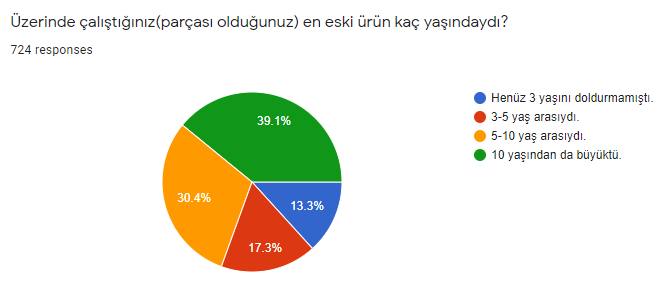 Üzerinde çalıştığınız(parçası olduğunuz) en eski ürün kaç yaşındaydı?
724 responses
Henüz 3 yaşını doldurmamıştı.
3-5 yaş arasıydı.
5-10 yaş arasıydı.
10 yaşından da büyüktü.
39.1%
30.4%
13.3%
17.3%